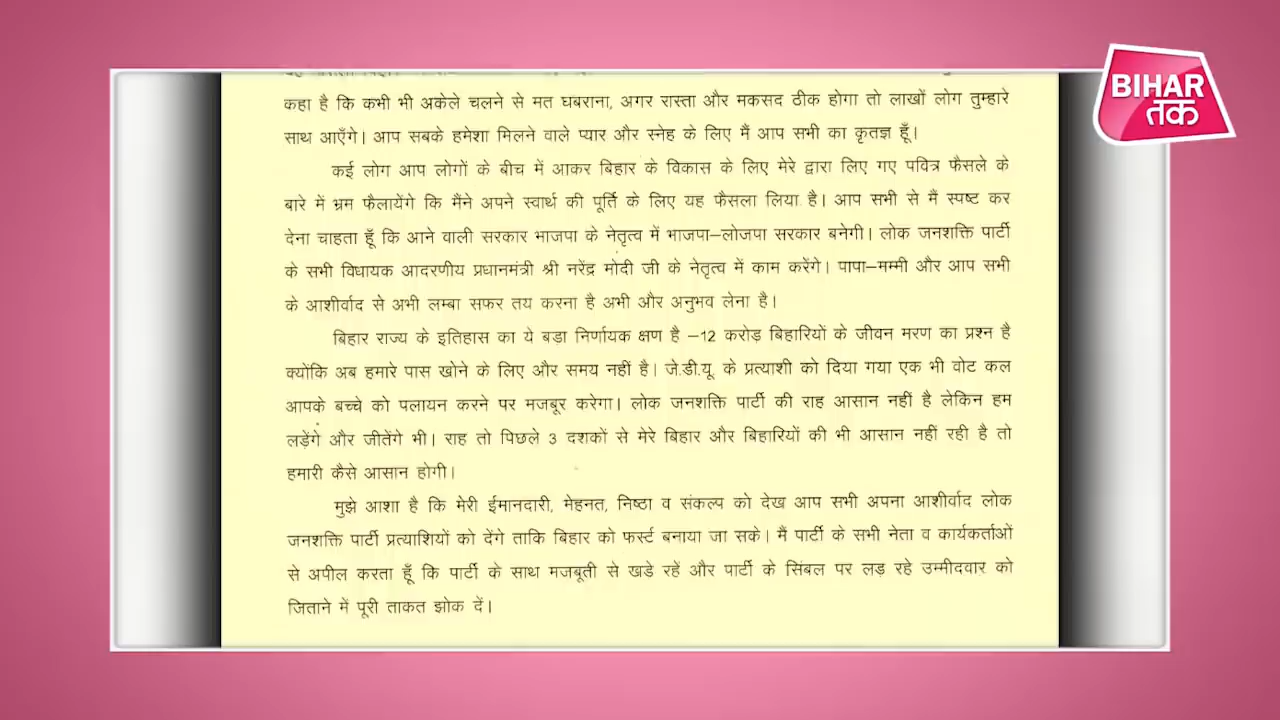 कहा है कि कभी भी अकेले चलने से मत घबराना, अगर रास्ता और मकसद ठीक होगा तो लाखों लोग तुम्हारे
साथ आएँगे। आप सबके हमेशा मिलने वाले प्यार और स्नेह के लिए मैं आप सभी का कृतज्ञ हूँ।
कई लोग आप लोगों के बीच में आकर बिहार के विकास के लिए मेरे द्वारा लिए गए पवित्र फैसले के
बारे में भ्रम फैलायेंगे कि मैंने अपने स्वार्थ की पूर्ति के लिए यह फैसला लिया है। आप सभी से मैं स्पष्ट कर
देना चाहता हूँ कि आने वाली सरकार भाजपा के नेतृत्व में भाजपा–लोजपा सरकार बनेगी। लोक जनशक्ति पार्टी
के सभी विधायक आदरणीय प्रधानमंत्री श्री नरेंद्र मोदी जी के नेतृत्व में काम करेंगे। पापा–मम्मी और आप सभी
के आशीर्वाद से अभी लम्बा सफर तय करना है अभी और अनुभव लेना है।
बिहार राज्य के इतिहास का ये बड़ा निर्णायक क्षण है –12 करोड़ बिहारियों के जीवन मरण का प्रश्न है
क्योंकि अब हमारे पास खोने के लिए और समय नहीं है। जे.डी.यू. के प्रत्याशी को दिया गया एक भी वोट कल
आपके बच्चे को पलायन करने पर मजबूर करेगा। लोक जनशक्ति पार्टी की राह आसान नहीं है लेकिन हम
लड़ेंगे और जीतेंगे भी। राह तो पिछले 3 दशकों से मेरे बिहार और बिहारियों की भी आसान नहीं रही है तो
हमारी कैसे आसान होगी।
मुझे आशा है कि मेरी ईमानदारी, मेहनत, निष्ठा व संकल्प को देख आप सभी अपना आशीर्वाद लोक
जनशक्ति पार्टी प्रत्याशियों को देंगे ताकि बिहार को फर्स्ट बनाया जा सके। मैं पार्टी के सभी नेता व कार्यकर्ताओं
से अपील करता हूँ कि पार्टी के साथ मजबूती से खडे रहें और पार्टी के सिंबल पर लड़ रहे उम्मीदवार को
जिताने में पूरी ताकत झोक दें।
BIHAR
तक